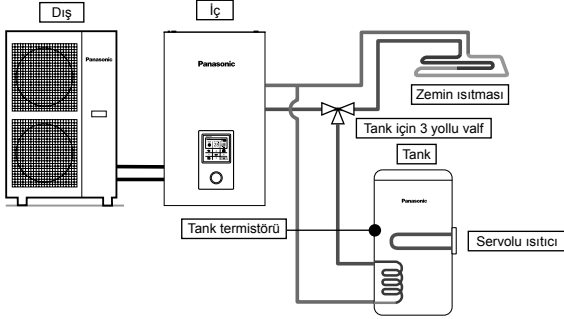 Dış
İç
Panasonic
Panasonic
Zemin ısıtması
Tank için 3 yollu valf
Tank
Panasonic
Tank termistörü
Servolu ısıtıcı